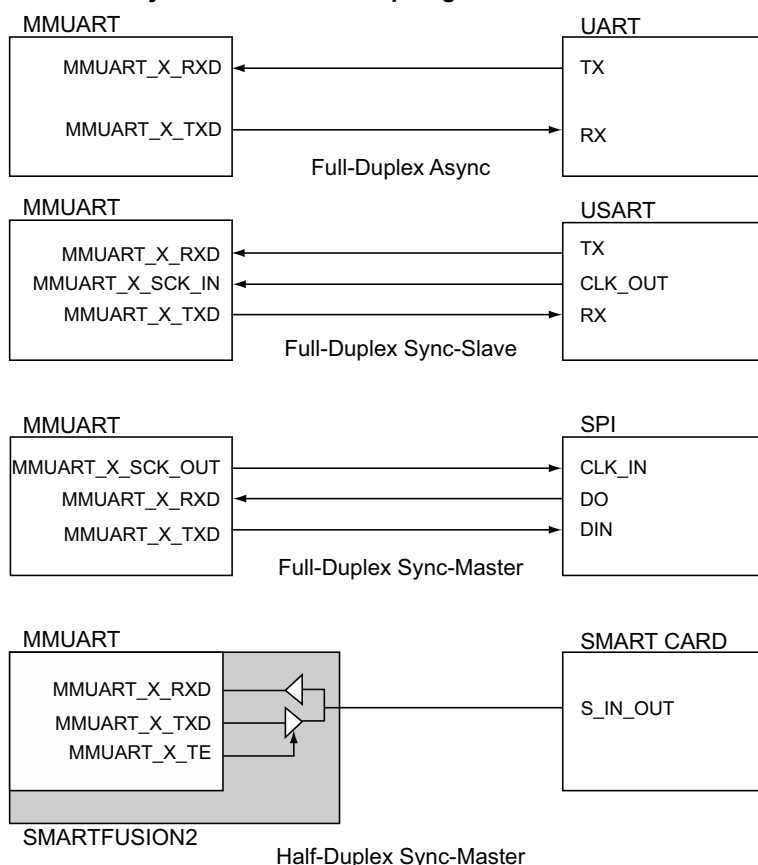 MMUART
UART
MMUART_X_RXD
TX
MMUART_X_TXD
RX
Full-Duplex Async
MMUART
USART
MMUART_X_RXD
TX
MMUART_X_SCK_IN
CLK_OUT
MMUART_X_TXD
RX
Full-Duplex Sync-Slave
MMUART
SPI
MMUART_X_SCK_OUT
CLK_IN
MMUART_X_RXD
DO
MMUART_X_TXD
DIN
Full-Duplex Sync-Master
MMUART
SMART CARD
MMUART_X_RXD
S_IN_OUT
MMUART_X_TXD
MMUART_X_TE
SMARTFUSION2
Half-Duplex Sync-Master